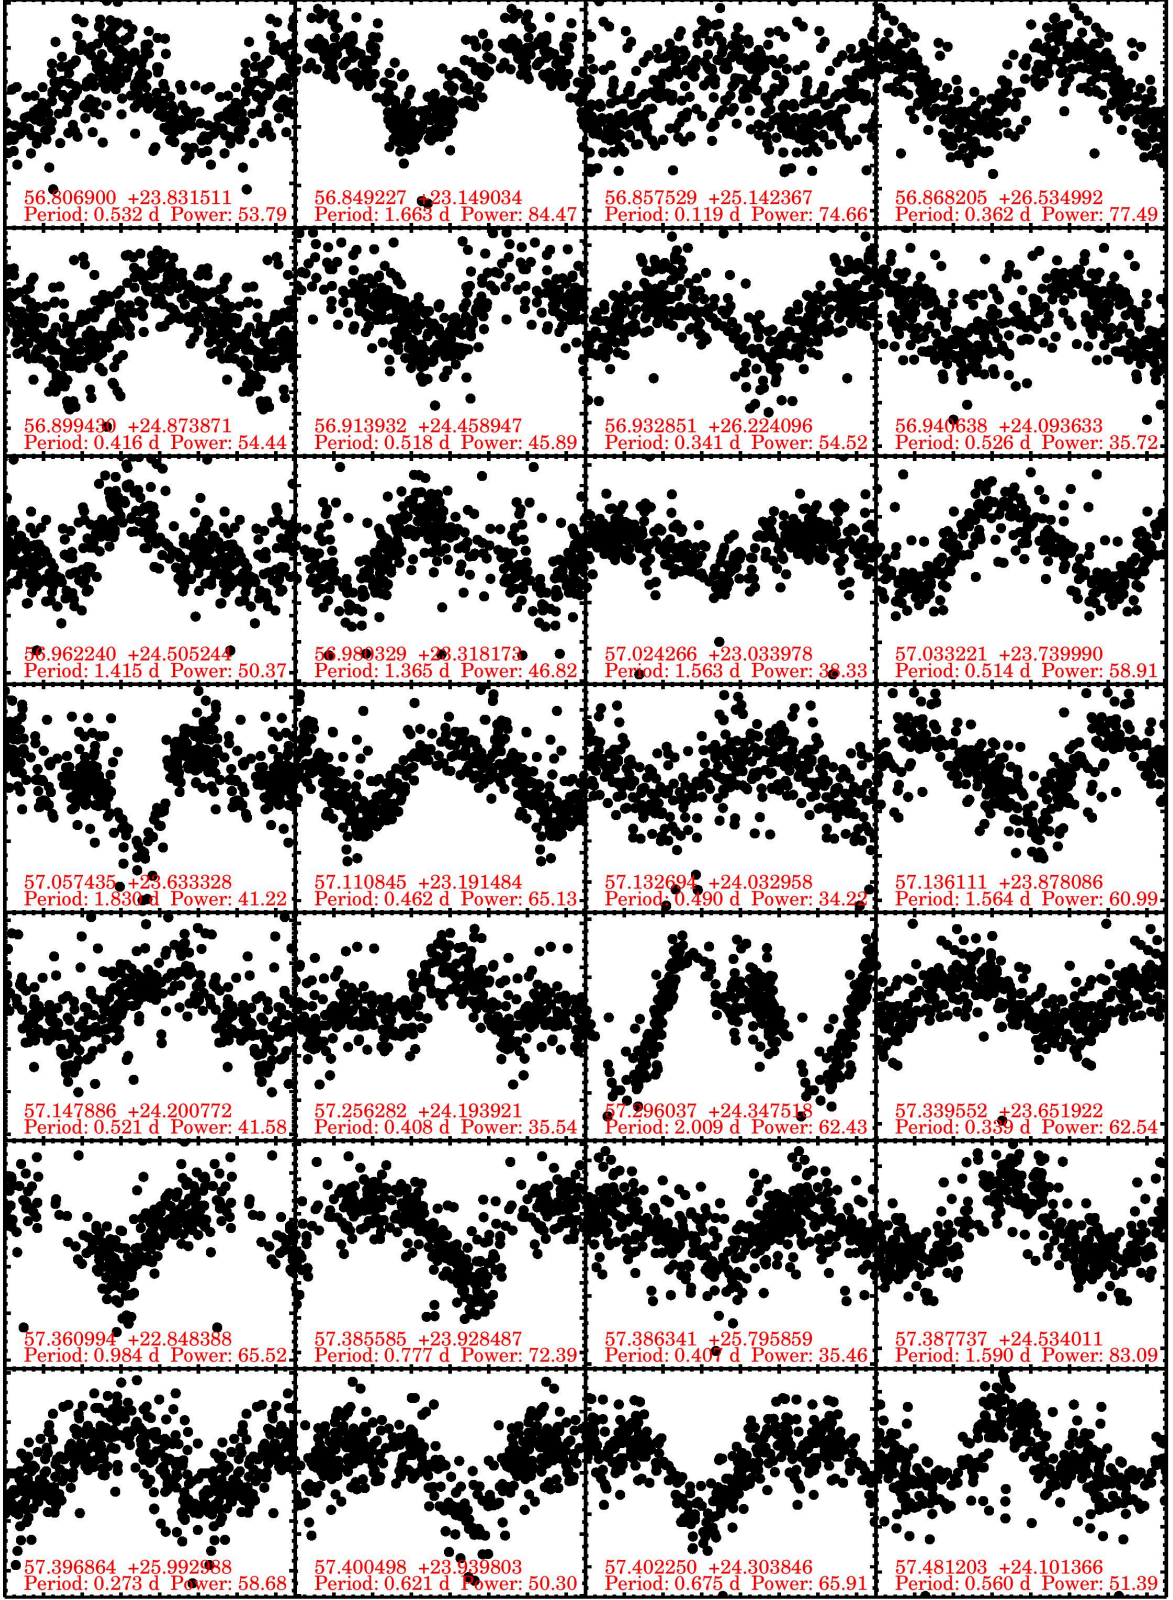 56.806900 +23.831511
Period: 0.532 d Power: 53.79
56.849227 +23.149034
Period: 1.663 d Power: 84.47
56.857529 +25.142367
Period: 0.119 d Power: 74.66
56.868205 +26.534992
Period: 0.362 d Power: 77.49
56.899430 +24.873871
Period: 0.416 d Power: 54.44
56.913932 +24.458947
Period: 0.518 d Power: 45.89
56.932851 +26.224096
Period: 0.341 d Power: 54.52
56.940638 +24.093633
Period: 0.526 d Power: 35.72
56.962240 +24.505244
Period: 1.415 d Power: 50.37
56.980329 +23.318173
Period: 1.365 d Power: 46.82
57.024266 +23.033978
Period: 1.563 d Power: 38.33
57.033221 +23.739990
Period: 0.514 d Power: 58.91
57.057435 +23.633328
Period: 1.830 d Power: 41.22
57.110845 +23.191484
Period: 0.462 d Power: 65.13
57.132694 +24.032958
Period: 0.490 d Power: 34.22
57.136111 +23.878086
Period: 1.564 d Power: 60.99
57.147886 +24.200772
Period: 0.521 d Power: 41.58
57.256282 +24.193921
Period: 0.408 d Power: 35.54
57.296037 +24.347518
Period: 2.009 d Power: 62.43
57.339552 +23.651922
Period: 0.339 d Power: 62.54
57.360994 +22.848388
Period: 0.984 d Power: 65.52
57.385585 +23.928487
Period: 0.777 d Power: 72.39
57.386341 +25.795859
Period: 0.407 d Power: 35.46
57.387737 +24.534011
Period: 1.590 d Power: 83.09
57.396864 +25.992988
Period: 0.273 d Power: 58.68
57.400498 +23.939803
Period: 0.621 d Power: 50.30
57.402250 +24.303846
Period: 0.675 d Power: 65.91
57.481203 +24.101366
Period: 0.560 d Power: 51.39